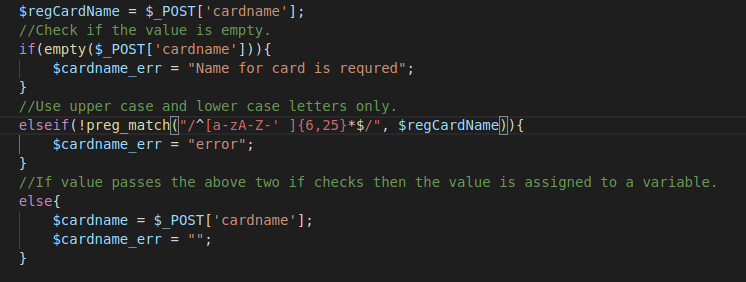 $regCardName = $_POST['cardname'];
//Check if the value is empty.
if(empty($_POST['cardname'])){
$cardname_err = "Name for card is requred";
}
//Use upper case and lower case letters only.
elseif(!preg_match("/^[a-zA-Z-' ]{6,25}*$/", $regCardName)){
$cardname_err = "error";
}
//If value passes the above two if checks then the value is assigned to a variable.
else{
$cardname = $_POST['cardname'];
$cardname_err = "";
}